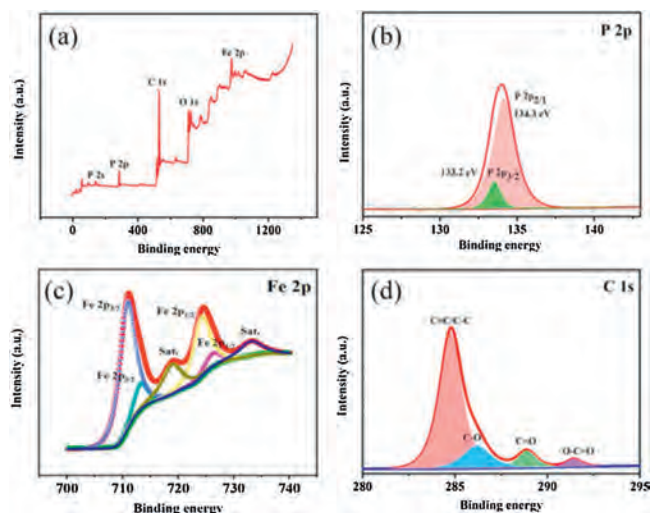 (a)
Fe 2p
C 1s
O 1s
P 2s
P 2p
Intensity (a.u.)
0 400 800 1200
Binding energy
(b)
P 2p
P 2p
134.3 eV
133.2 eV
P 2p3/2
Intensity (a.u.)
125 130 135 140
Binding energy
(c)
Fe 2p
Fe 2p3/2
Fe 2p1/2
Sat.
Fe 2p1/2
Sat.
Fe 2p3/2
Intensity (a.u.)
700 710 720 730 740
Binding energy
(d)
C 1s
C=C/C-C
C-O
C=O
O-C=O
Intensity (a.u.)
280 285 290 295
Binding energy